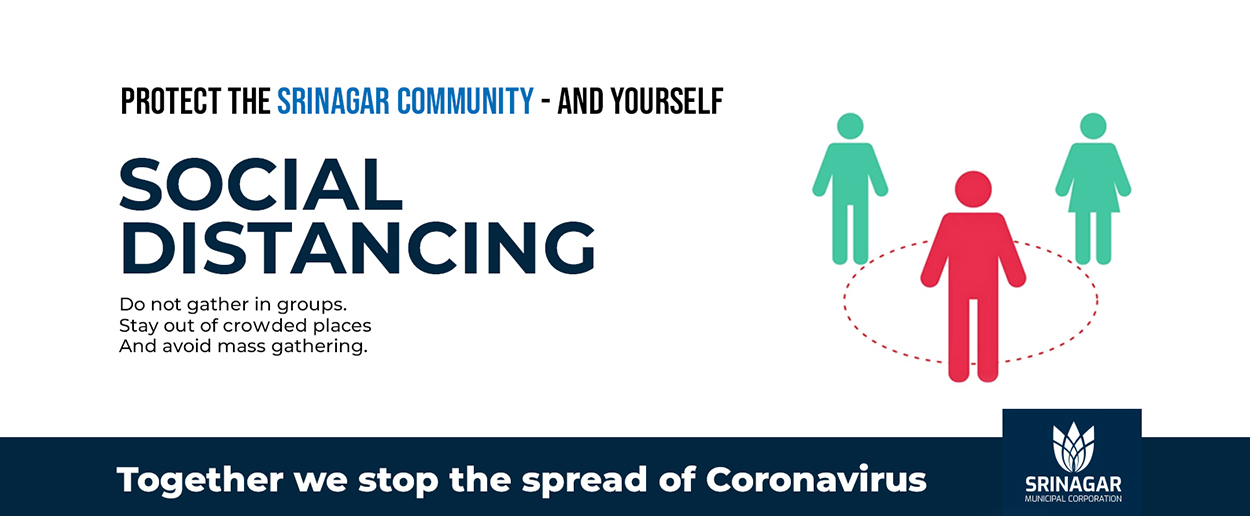 PROTECT THE SRINAGAR COMMUNITY - AND YOURSELF
SOCIAL
DISTANCING
Do not gather in groups.
Stay out of crowded places
And avoid mass gathering.
Together we stop the spread of Coronavirus
SRINAGAR
MUNICIPAL CORPORATION